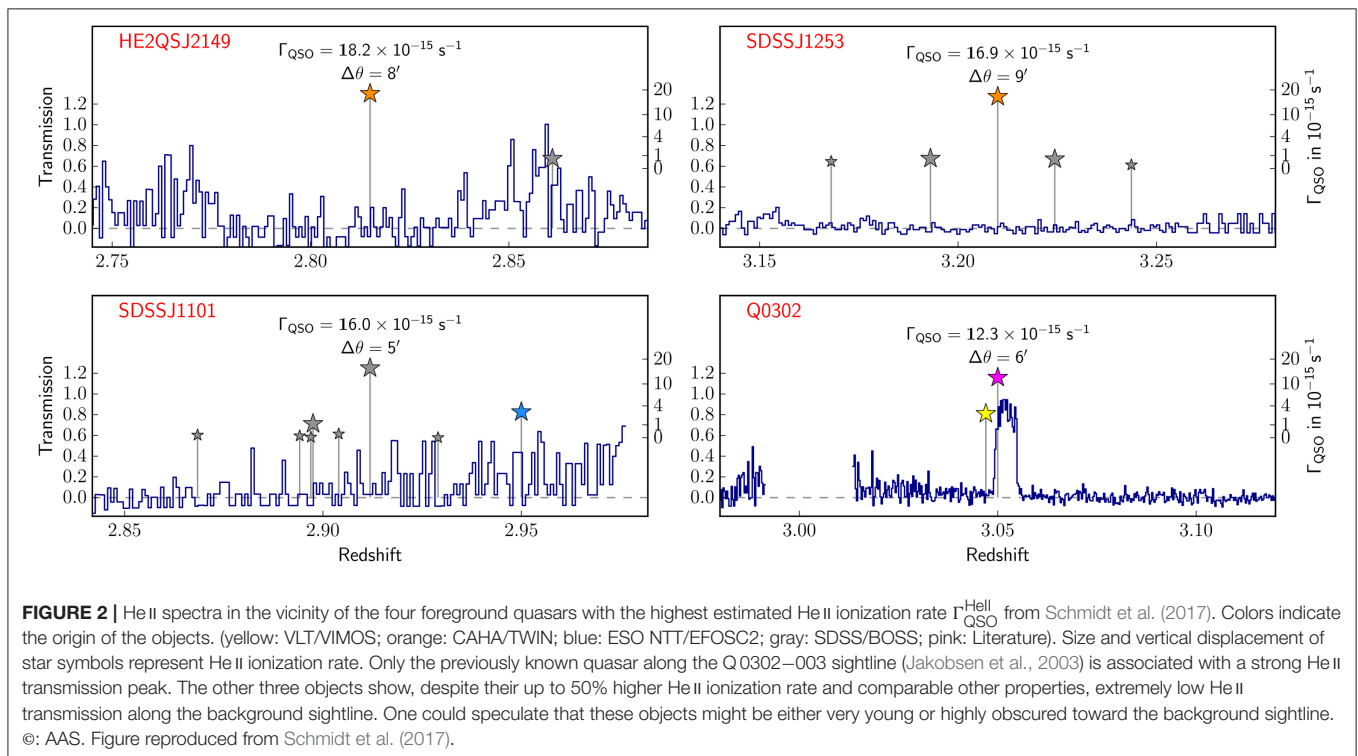 HE2QSJ2149
Γ_QSO = 18.2 × 10⁻¹⁵ s⁻¹
Δθ = 8′
Transmission
1.2
1.0
0.8
0.6
0.4
0.2
0.0
20
10
4
1
0
2.75 2.80 2.85
SDSSJ1253
Γ_QSO = 16.9 × 10⁻¹⁵ s⁻¹
Δθ = 9′
1.2
1.0
0.8
0.6
0.4
0.2
0.0
20
10
4
1
0
Γ_QSO in 10⁻¹⁵ s⁻¹
3.15 3.20 3.25
SDSSJ1101
Γ_QSO = 16.0 × 10⁻¹⁵ s⁻¹
Δθ = 5′
Transmission
1.2
1.0
0.8
0.6
0.4
0.2
0.0
20
10
4
1
0
2.85 2.90 2.95
Redshift
Q0302
Γ_QSO = 12.3 × 10⁻¹⁵ s⁻¹
Δθ = 6′
1.2
1.0
0.8
0.6
0.4
0.2
0.0
20
10
4
1
0
Γ_QSO in 10⁻¹⁵ s⁻¹
3.00 3.05 3.10
Redshift
FIGURE 2 | He II spectra in the vicinity of the four foreground quasars with the highest estimated He II ionization rate Γ_QSO^HeII from Schmidt et al. (2017). Colors indicate
the origin of the objects. (yellow: VLT/VIMOS; orange: CAHA/TWIN; blue: ESO NTT/EFOSC2; gray: SDSS/BOSS; pink: Literature). Size and vertical displacement of
star symbols represent He II ionization rate. Only the previously known quasar along the Q 0302−003 sightline (Jakobsen et al., 2003) is associated with a strong He II
transmission peak. The other three objects show, despite their up to 50% higher He II ionization rate and comparable other properties, extremely low He II
transmission along the background sightline. One could speculate that these objects might be either very young or highly obscured toward the background sightline.
©: AAS. Figure reproduced from Schmidt et al. (2017).